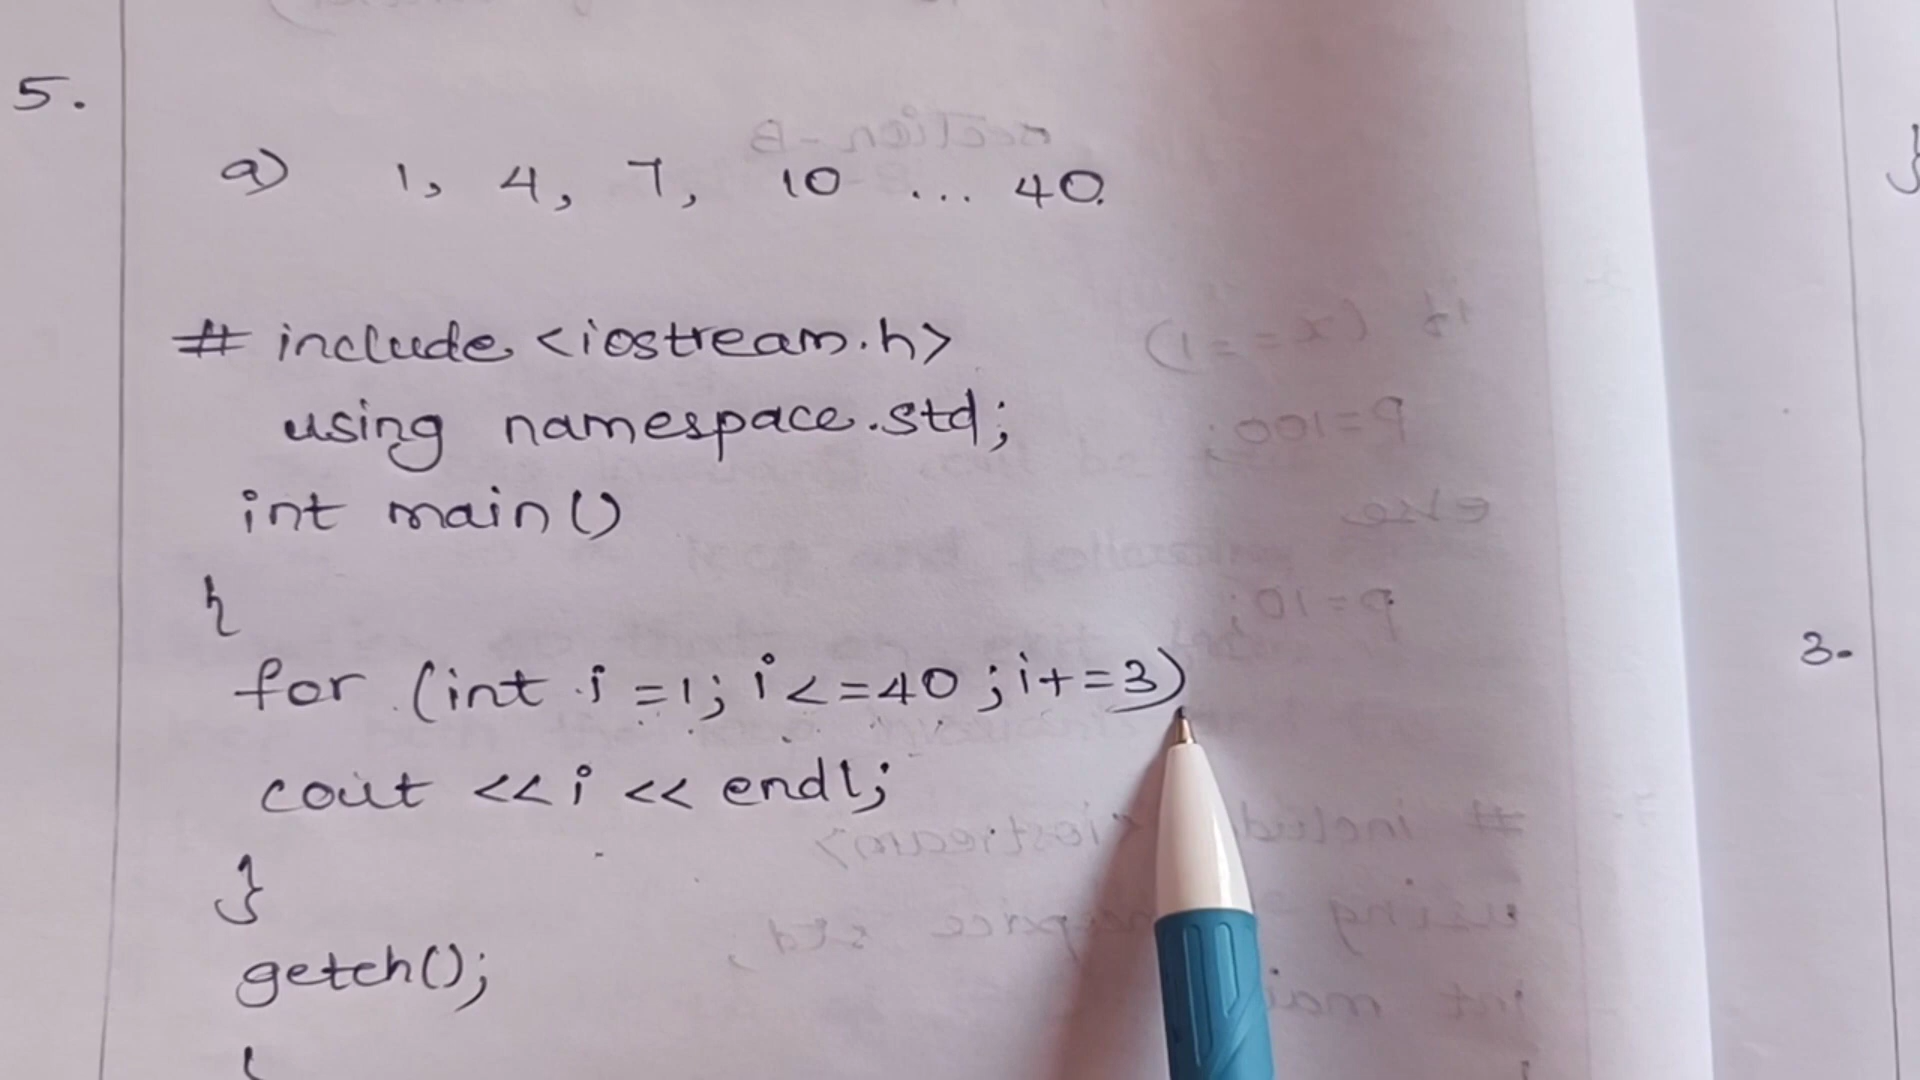 5.
a) 1, 4, 7, 10 ... 40.
# include <iostream.h>
using namespace.std;
int main()
{
for (int i =1; i<=40 ; i+=3)
cout << i << endl;
}
getch();
3.
}